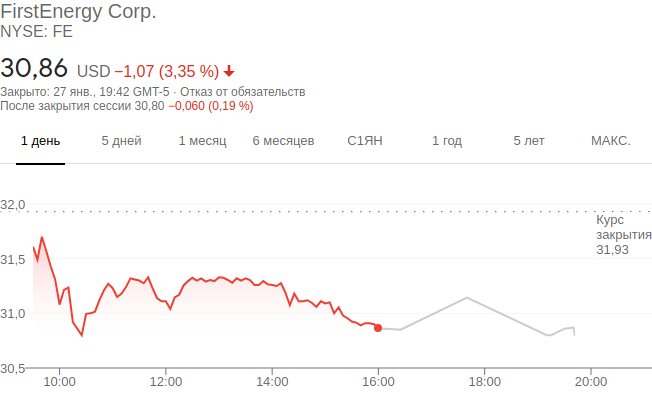 FirstEnergy Corp.
NYSE: FE
30,86 USD −1,07 (3,35 %)
Закрыто: 27 янв., 19:42 GMT-5 · Отказ от обязательств
После закрытия сессии 30,80 −0,060 (0,19 %)
1 день 5 дней 1 месяц 6 месяцев С1ЯН 1 год 5 лет МАКС.
32,0
Курс
закрытия
31,93
31,5
31,0
30,5
10:00 12:00 14:00 16:00 18:00 20:00